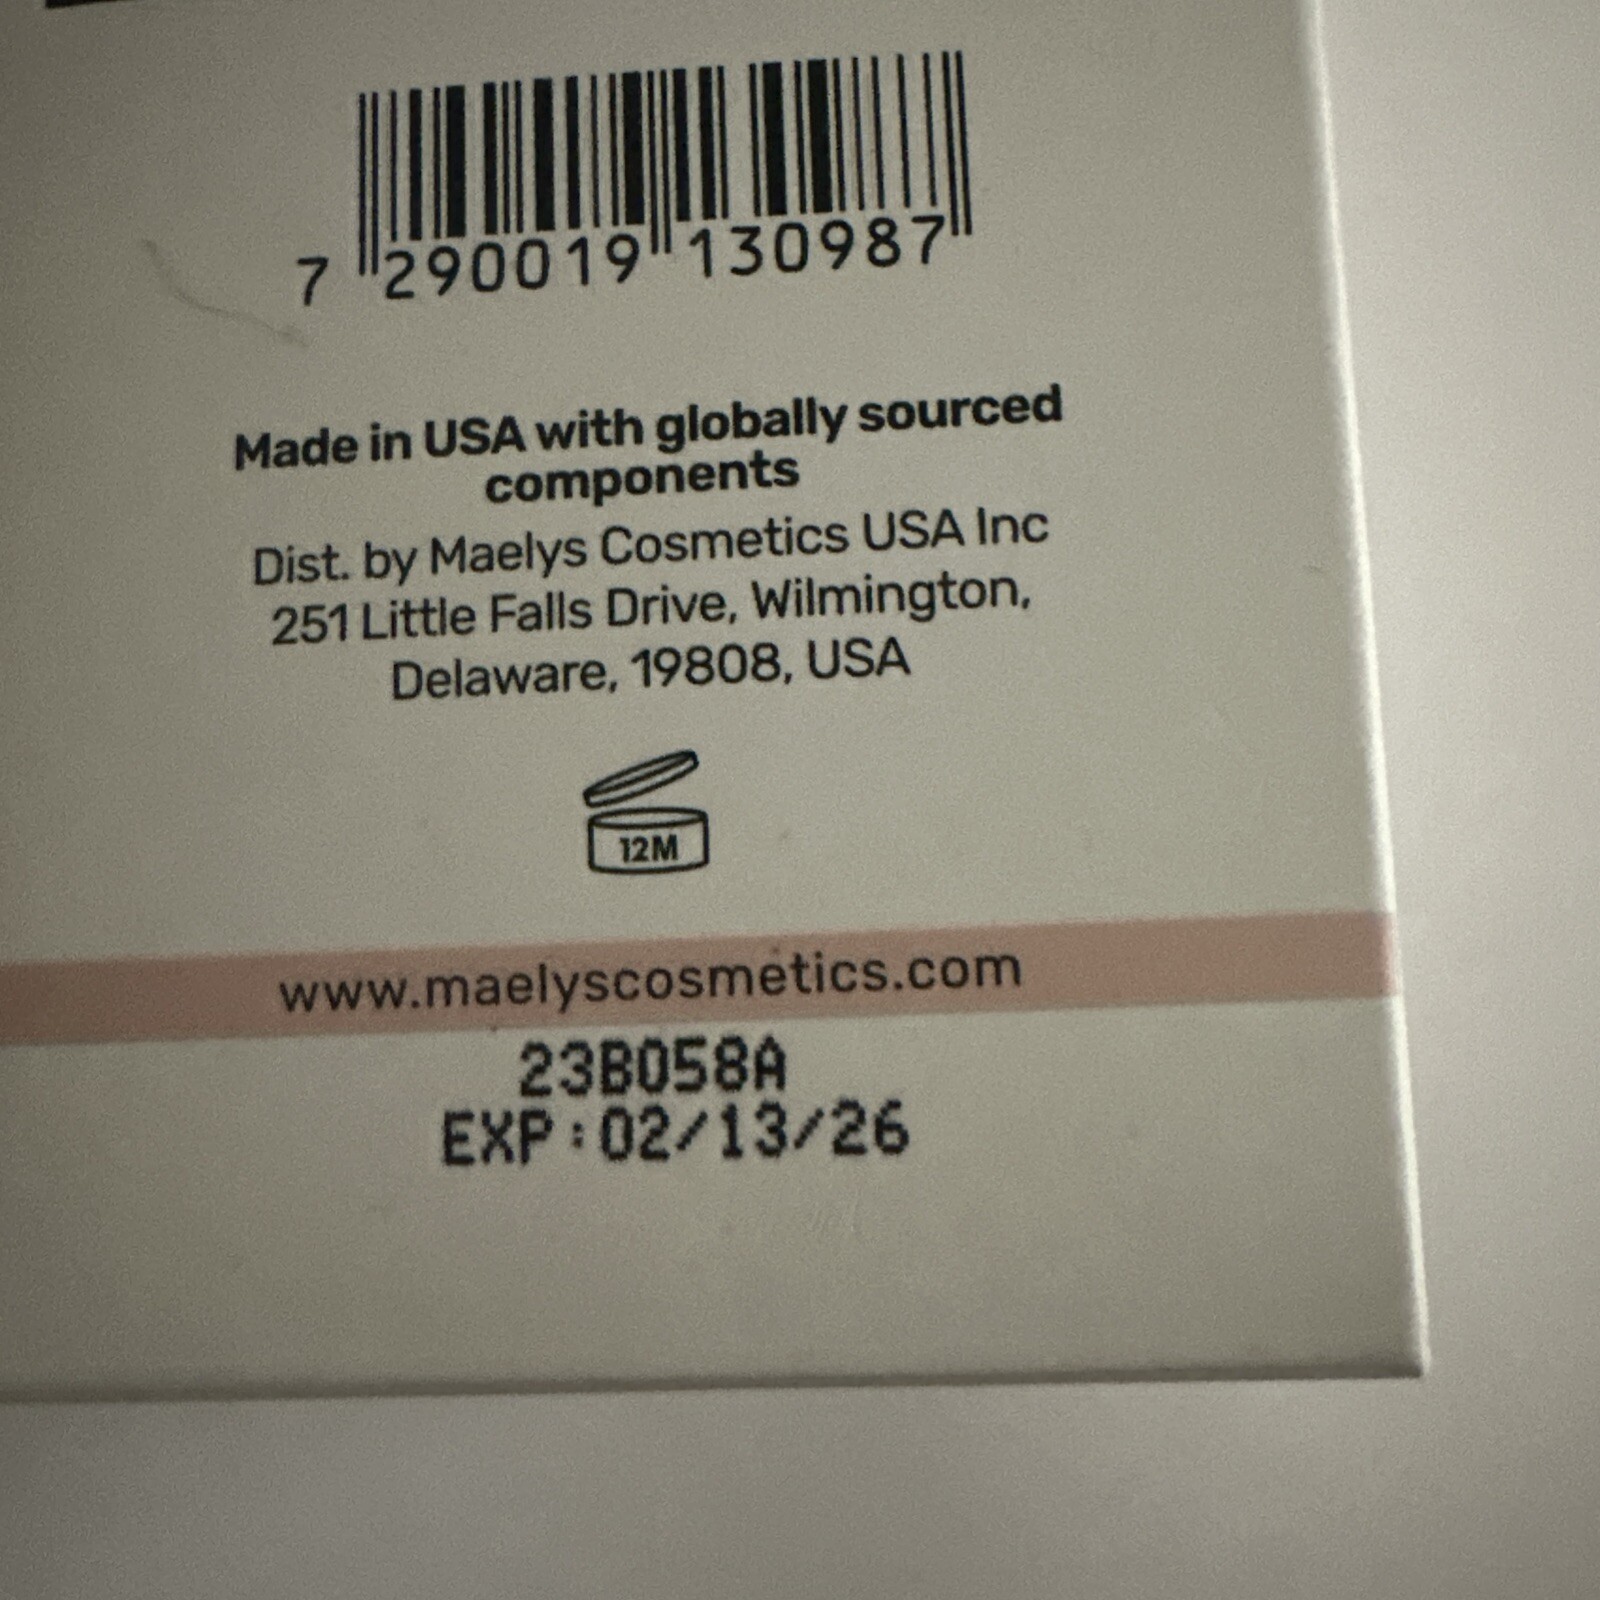 7 290019 130987
Made in USA with globally sourced
components
Dist. by Maelys Cosmetics USA Inc
251 Little Falls Drive, Wilmington,
Delaware, 19808, USA
12M
www.maelyscosmetics.com
23B058A
EXP:02/13/26